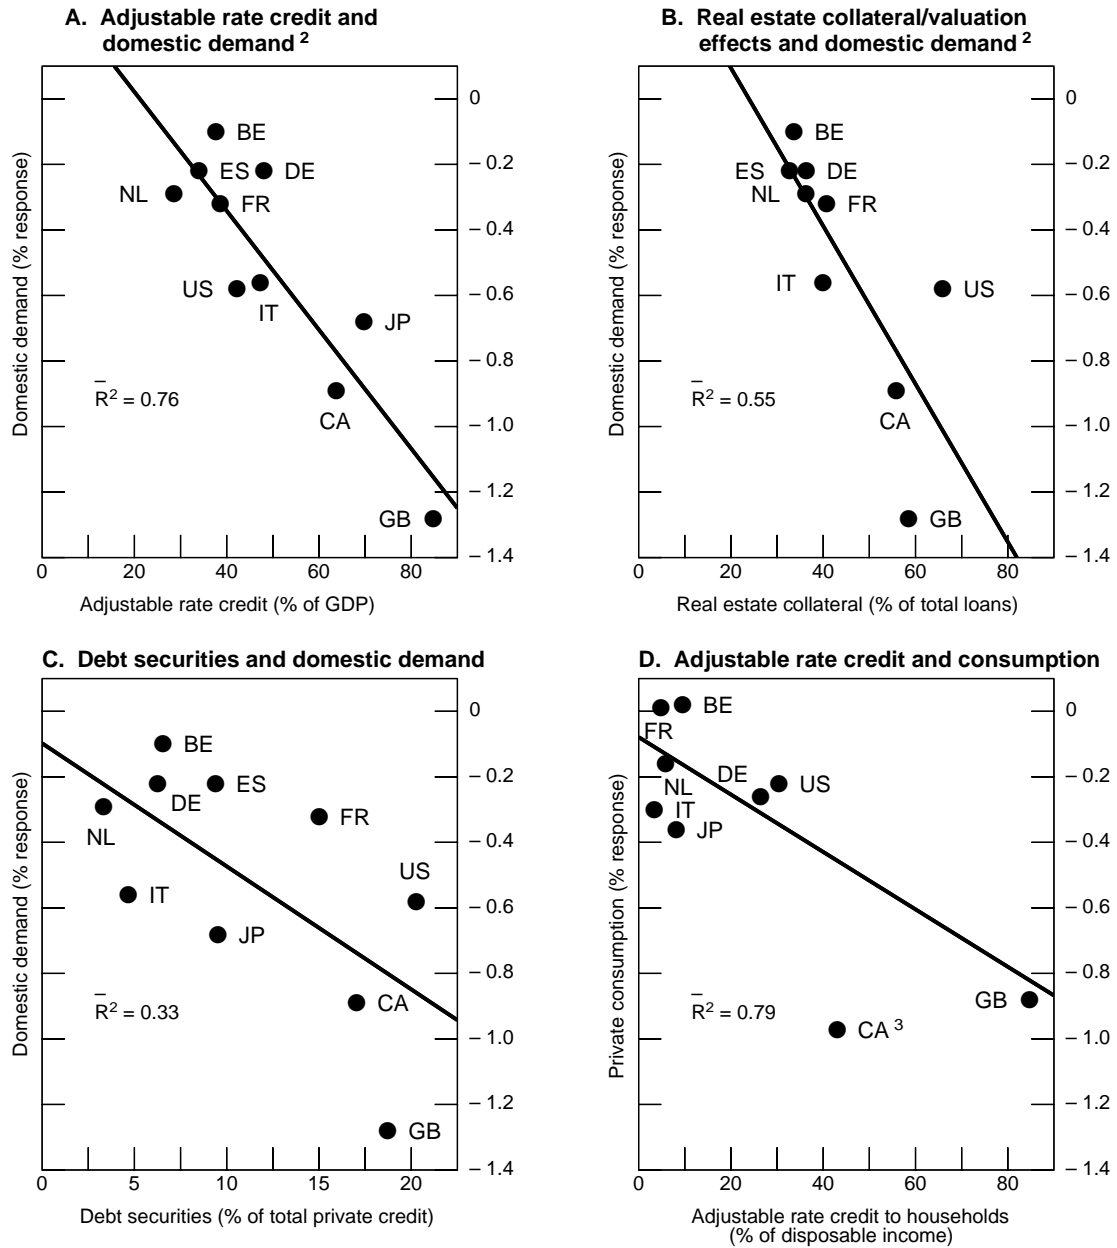 A. Adjustable rate credit and
domestic demand 2
0
– 0.2
– 0.4
– 0.6
– 0.8
– 1.0
– 1.2
– 1.4
Domestic demand (% response)
BE
ES
DE
NL
FR
US
IT
JP
CA
GB
R̅ 2 = 0.76
0 20 40 60 80
Adjustable rate credit (% of GDP)
B. Real estate collateral/valuation
effects and domestic demand 2
0
– 0.2
– 0.4
– 0.6
– 0.8
– 1.0
– 1.2
– 1.4
Domestic demand (% response)
BE
ES
DE
NL
FR
IT
US
CA
GB
R̅ 2 = 0.55
0 20 40 60 80
Real estate collateral (% of total loans)
C. Debt securities and domestic demand
0
– 0.2
– 0.4
– 0.6
– 0.8
– 1.0
– 1.2
– 1.4
Domestic demand (% response)
BE
ES
DE
NL
FR
US
IT
JP
CA
GB
R̅ 2 = 0.33
0 5 10 15 20
Debt securities (% of total private credit)
D. Adjustable rate credit and consumption
0
– 0.2
– 0.4
– 0.6
– 0.8
– 1.0
– 1.2
– 1.4
Private consumption (% response)
BE
FR
DE
US
NL
IT
JP
GB
CA 3
R̅ 2 = 0.79
0 20 40 60 80
Adjustable rate credit to households
(% of disposable income)